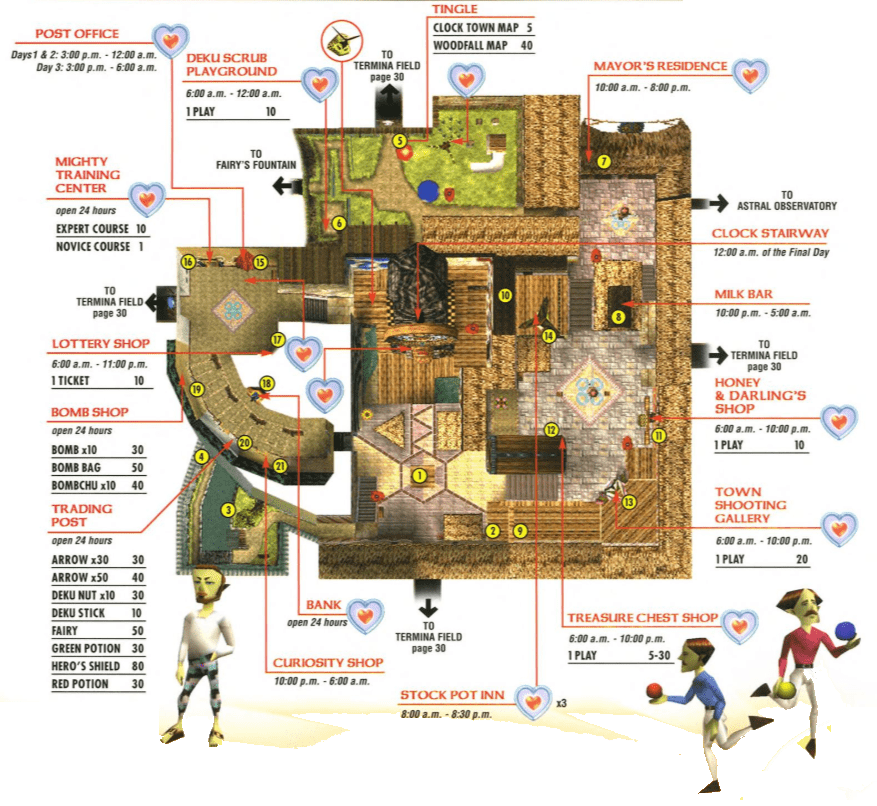 TINGLE
CLOCK TOWN MAP 5
WOODFALL MAP 40
POST OFFICE
Days1 & 2: 3:00 p.m. - 12:00 a.m.
Day 3: 3:00 p.m. - 6:00 a.m.
DEKU SCRUB
PLAYGROUND
6:00 a.m. - 12:00 a.m.
1 PLAY 10
TO
TERMINA FIELD
page 30
MAYOR'S RESIDENCE
10:00 a.m. - 8:00 p.m.
TO
FAIRY'S FOUNTAIN
MIGHTY
TRAINING
CENTER
open 24 hours
EXPERT COURSE 10
NOVICE COURSE 1
TO
ASTRAL OBSERVATORY
CLOCK STAIRWAY
12:00 a.m. of the Final Day
TO
TERMINA FIELD
page 30
MILK BAR
10:00 p.m. - 5:00 a.m.
LOTTERY SHOP
6:00 a.m. - 11:00 p.m.
1 TICKET 10
TO
TERMINA FIELD
page 30
HONEY
& DARLING'S
SHOP
6:00 a.m. - 10:00 p.m.
1 PLAY 10
BOMB SHOP
open 24 hours
BOMB x10 30
BOMB BAG 50
BOMBCHU x10 40
TRADING
POST
open 24 hours
ARROW x30 30
ARROW x50 40
DEKU NUT x10 30
DEKU STICK 10
FAIRY 50
GREEN POTION 30
HERO'S SHIELD 80
RED POTION 30
TOWN
SHOOTING
GALLERY
6:00 a.m. - 10:00 p.m.
1 PLAY 20
BANK
open 24 hours
TO
TERMINA FIELD
page 30
TREASURE CHEST SHOP
6:00 a.m. - 10:00 p.m.
1 PLAY 5-30
CURIOSITY SHOP
10:00 p.m. - 6:00 a.m.
STOCK POT INN
8:00 a.m. - 8:30 p.m.
x3
5
7
6
16
15
10
8
14
17
19
18
12
11
20
4
21
1
13
3
2
9